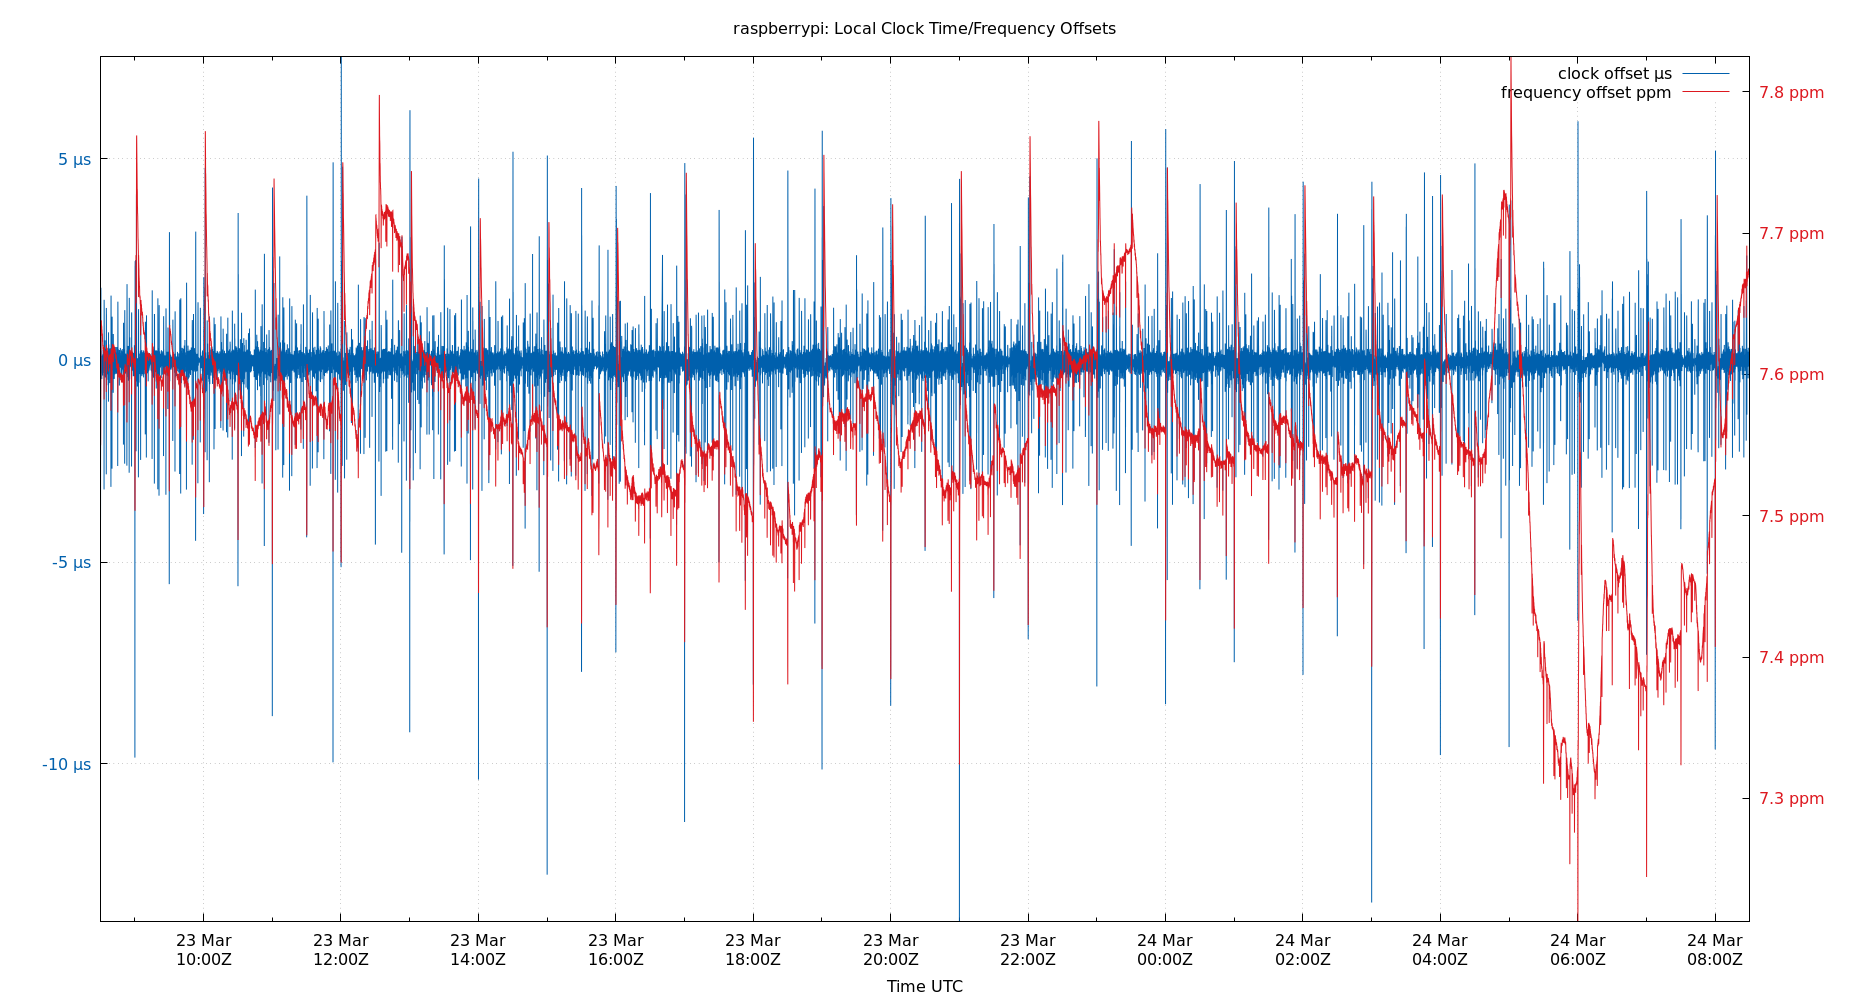 raspberrypi: Local Clock Time/Frequency Offsets
clock offset µs
frequency offset ppm
5 µs
0 µs
-5 µs
-10 µs
7.8 ppm
7.7 ppm
7.6 ppm
7.5 ppm
7.4 ppm
7.3 ppm
23 Mar 23 Mar 23 Mar 23 Mar 23 Mar 23 Mar 23 Mar 24 Mar 24 Mar 24 Mar 24 Mar 24 Mar
10:00Z 12:00Z 14:00Z 16:00Z 18:00Z 20:00Z 22:00Z 00:00Z 02:00Z 04:00Z 06:00Z 08:00Z
Time UTC